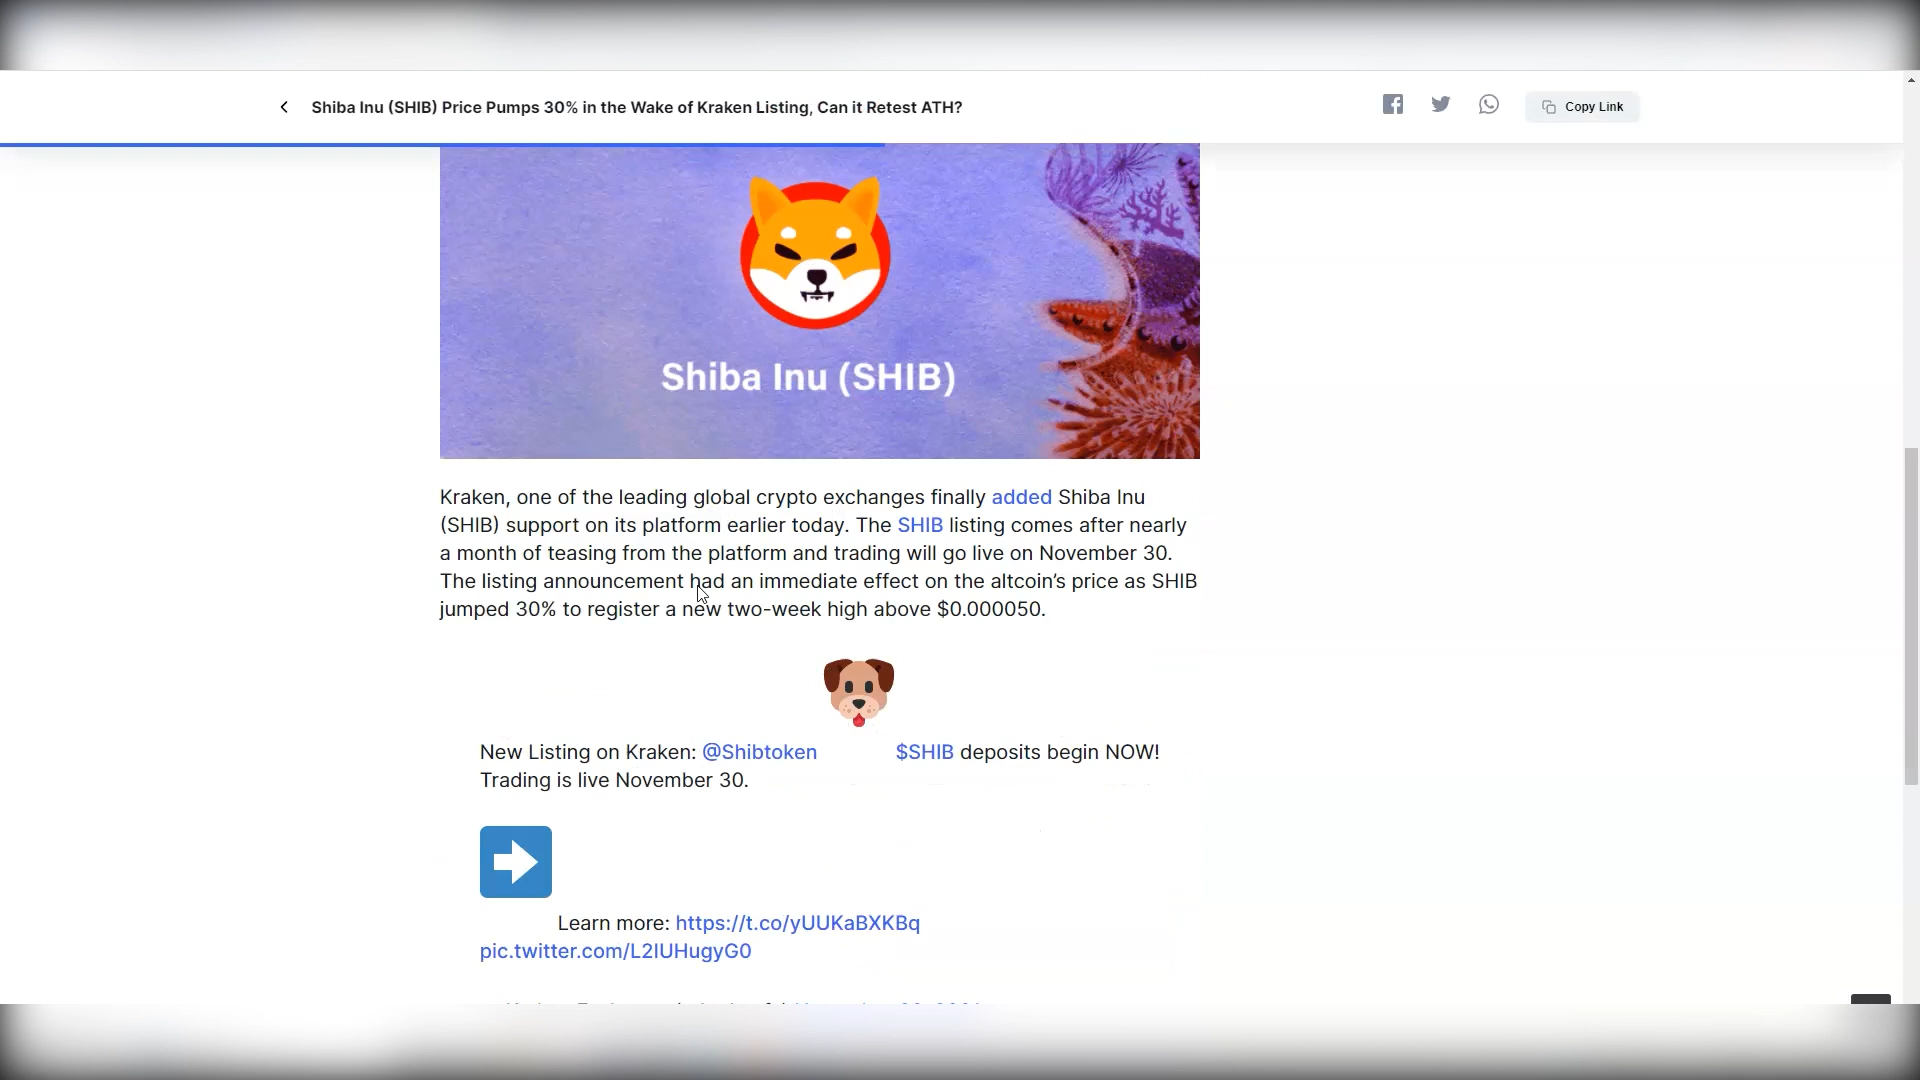 Shiba Inu (SHIB) Price Pumps 30% in the Wake of Kraken Listing, Can it Retest ATH?
Copy Link
Shiba Inu (SHIB)
Kraken, one of the leading global crypto exchanges finally added Shiba Inu
(SHIB) support on its platform earlier today. The SHIB listing comes after nearly
a month of teasing from the platform and trading will go live on November 30.
The listing announcement had an immediate effect on the altcoin’s price as SHIB
jumped 30% to register a new two-week high above $0.000050.
New Listing on Kraken: @Shibtoken $SHIB deposits begin NOW!
Trading is live November 30.
Learn more: https://t.co/yUUKaBXKBq
pic.twitter.com/L2IUHugyG0